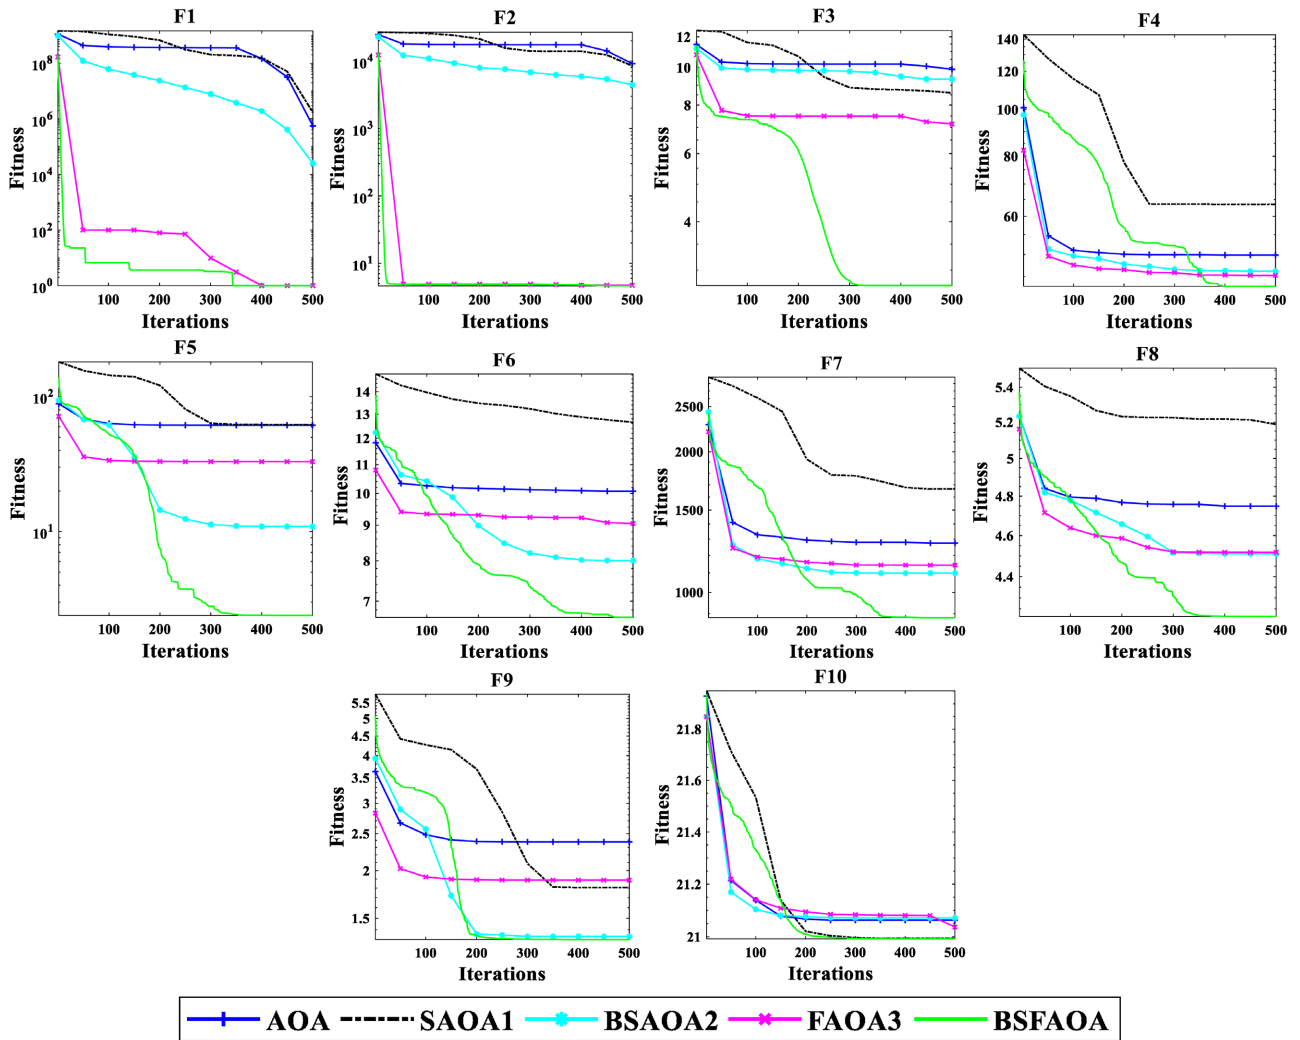 F1
Fitness
10^8
10^6
10^4
10^2
10^0
100 200 300 400 500
Iterations
F2
Fitness
10^4
10^3
10^2
10^1
100 200 300 400 500
Iterations
F3
Fitness
12
10
8
6
4
100 200 300 400 500
Iterations
F4
Fitness
140
120
100
80
60
100 200 300 400 500
Iterations
F5
Fitness
10^2
10^1
100 200 300 400 500
Iterations
F6
Fitness
14
13
12
11
10
9
8
7
100 200 300 400 500
Iterations
F7
Fitness
2500
2000
1500
1000
100 200 300 400 500
Iterations
F8
Fitness
5.4
5.2
5
4.8
4.6
4.4
100 200 300 400 500
Iterations
F9
Fitness
5.5
5
4.5
4
3.5
3
2.5
2
1.5
100 200 300 400 500
Iterations
F10
Fitness
21.8
21.6
21.4
21.2
21
100 200 300 400 500
Iterations
AOA SAOA1 BSAOA2 FAOA3 BSFAOA